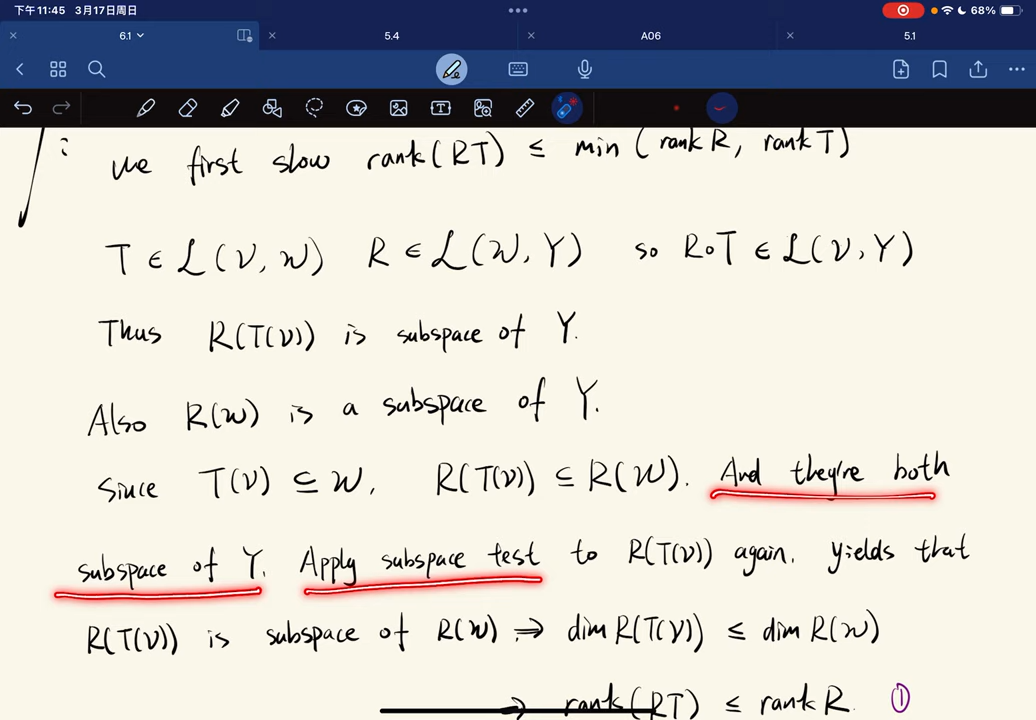 下午11:45 3月17日周日
68%
6.1 5.4 A06 5.1
: we first slow rank(RT) ≤ min (rank R, rank T)
T ∈ L(V, W) R ∈ L(W, Y) so R∘T ∈ L(V, Y)
Thus R(T(V)) is subspace of Y.
Also R(W) is a subspace of Y.
Since T(V) ⊆ W, R(T(V)) ⊆ R(W). And they're both
subspace of Y. Apply subspace test to R(T(V)) again, yields that
R(T(V)) is subspace of R(W) ⇒ dim R(T(V)) ≤ dim R(W)
⇒ rank(RT) ≤ rank R. ①